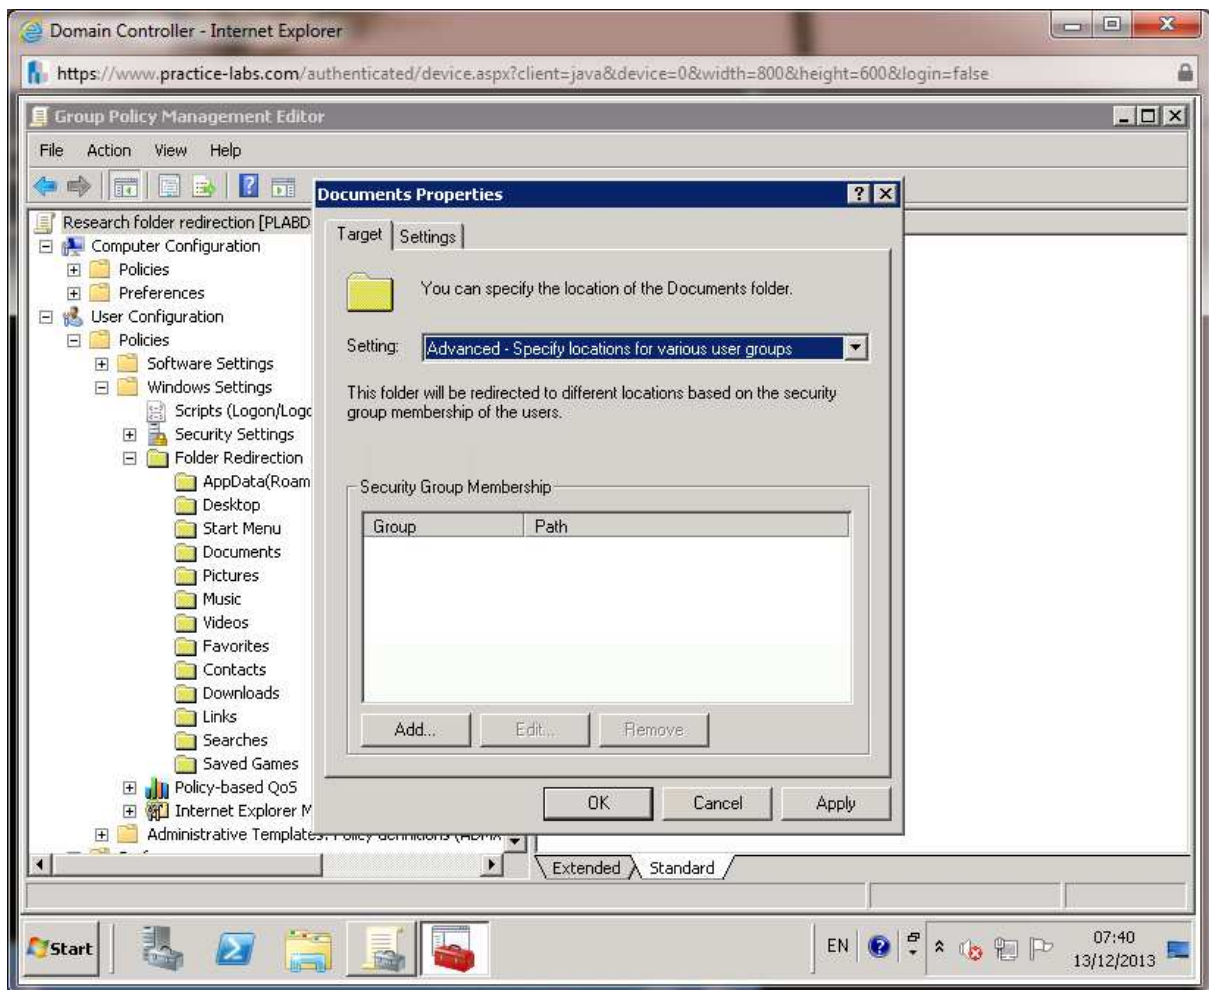 Domain Controller - Internet Explorer
https://www.practice-labs.com/authenticated/device.aspx?client=java&device=0&width=800&height=600&login=false
Group Policy Management Editor
File Action View Help
Documents Properties
Research folder redirection [PLABD
Computer Configuration
Policies
Preferences
User Configuration
Policies
Software Settings
Windows Settings
Scripts (Logon/Logo
Security Settings
Folder Redirection
AppData(Roam
Desktop
Start Menu
Documents
Pictures
Music
Videos
Favorites
Contacts
Downloads
Links
Searches
Saved Games
Policy-based QoS
Internet Explorer M
Administrative Templates: Policy definitions (ADMX
Target Settings
You can specify the location of the Documents folder.
Setting: Advanced - Specify locations for various user groups
This folder will be redirected to different locations based on the security
group membership of the users.
Security Group Membership
Group Path
Add... Edit... Remove
OK Cancel Apply
Extended Standard
Start EN 07:40
13/12/2013